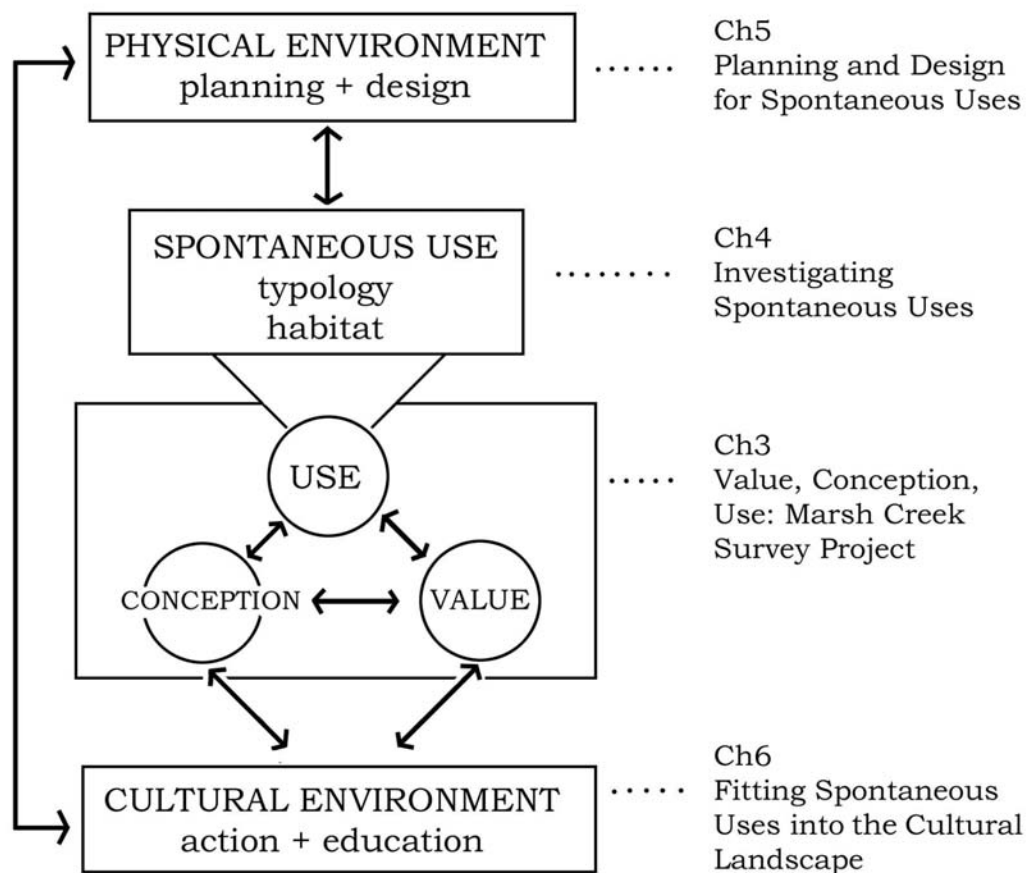 PHYSICAL ENVIRONMENT
planning + design
Ch5
Planning and Design
for Spontaneous Uses
SPONTANEOUS USE
typology
habitat
Ch4
Investigating
Spontaneous Uses
USE
CONCEPTION
VALUE
Ch3
Value, Conception,
Use: Marsh Creek
Survey Project
CULTURAL ENVIRONMENT
action + education
Ch6
Fitting Spontaneous
Uses into the Cultural
Landscape